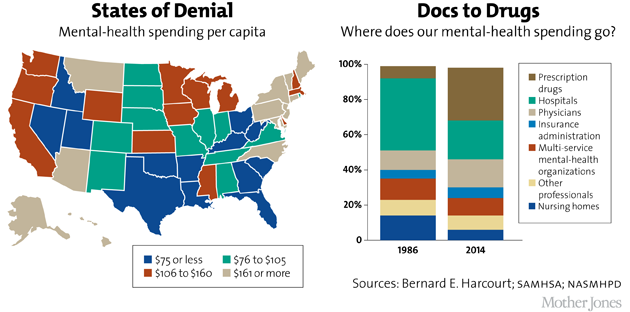 States of Denial
Mental-health spending per capita
$75 or less
$76 to $105
$106 to $160
$161 or more
Docs to Drugs
Where does our mental-health spending go?
100%
80%
60%
40%
20%
0
1986
2014
Prescription
drugs
Hospitals
Physicians
Insurance
administration
Multi-service
mental-health
organizations
Other
professionals
Nursing homes
Sources: Bernard E. Harcourt; SAMHSA; NASMHPD
Mother Jones